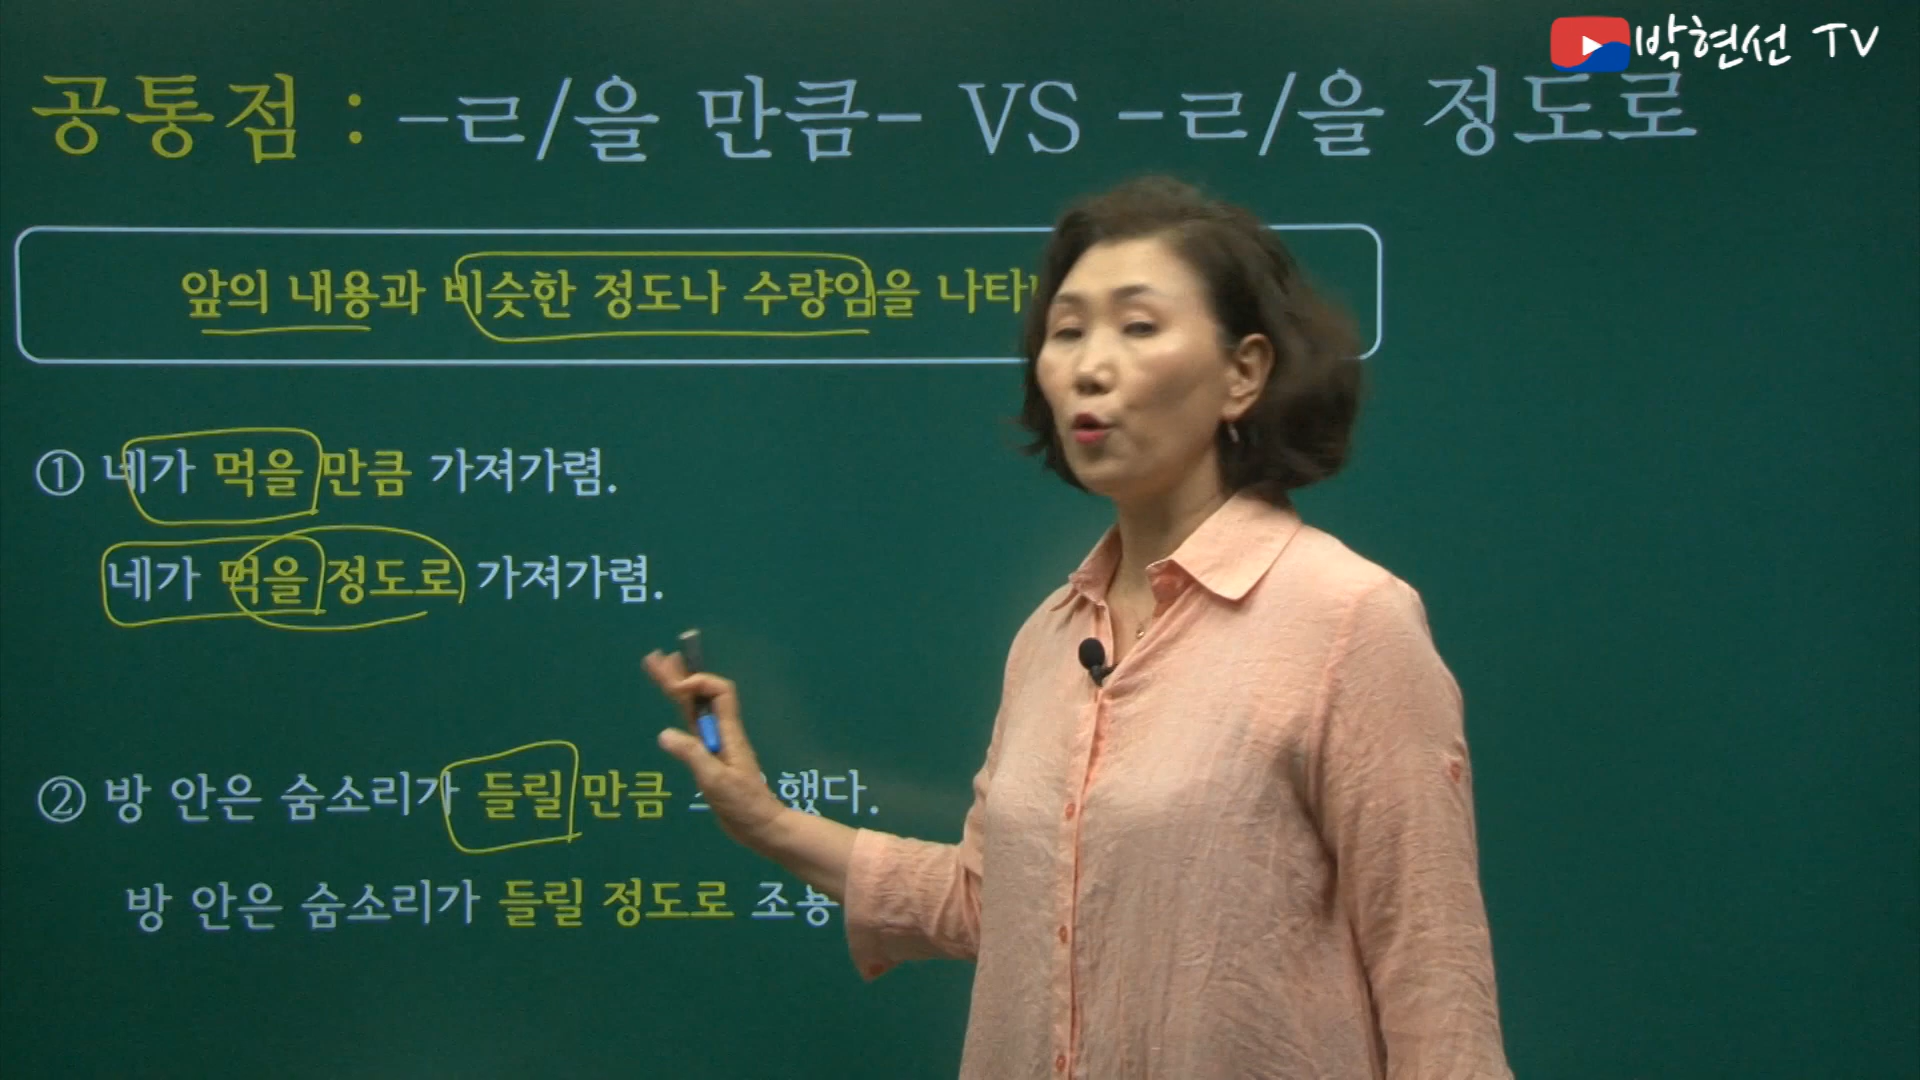 박현선 TV
공통점 : -ㄹ/을 만큼- VS -ㄹ/을 정도로
앞의 내용과 비슷한 정도나 수량임을
① 네가 먹을 만큼 가져가렴.
네가 먹을 정도로 가져가렴.
② 방 안은 숨소리가 들릴 만큼
방 안은 숨소리가 들릴 정도로